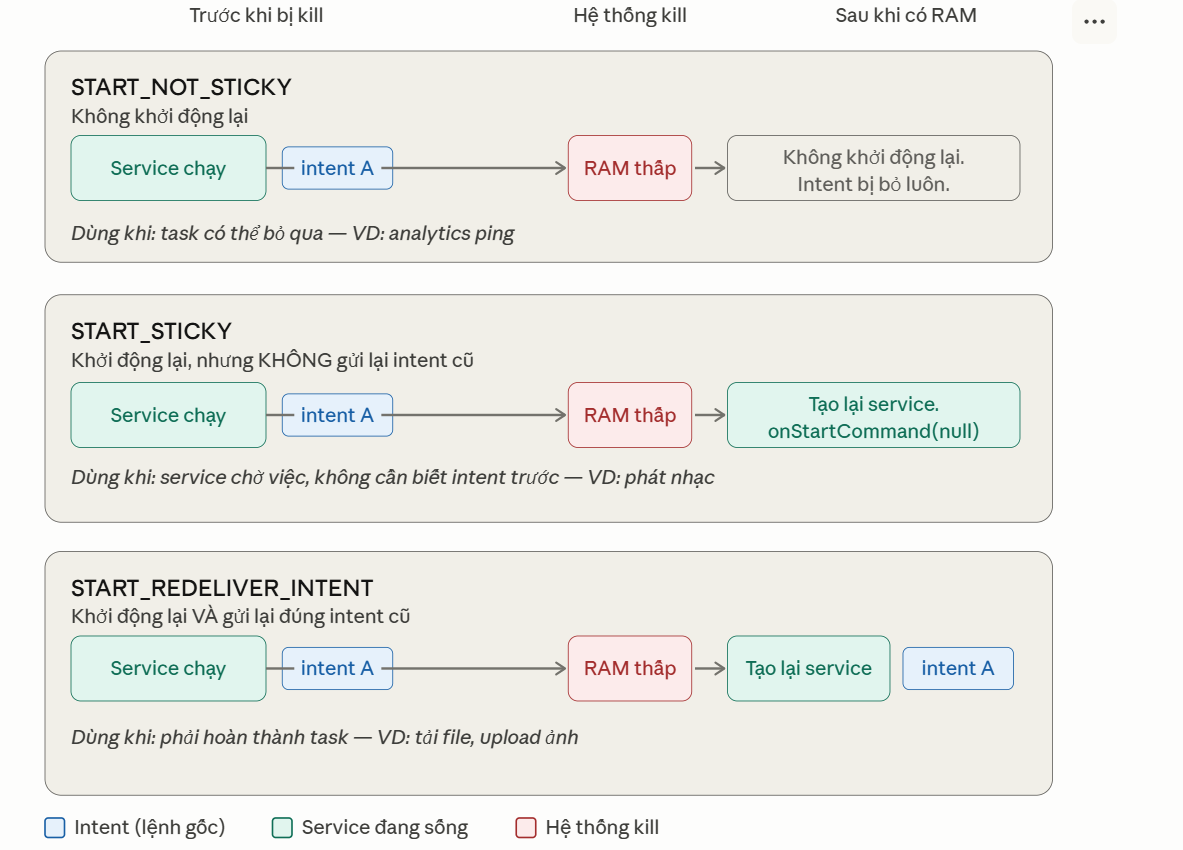 Trước khi bị kill
Hệ thống kill
Sau khi có RAM
START_NOT_STICKY
Không khởi động lại
Service chạy
intent A
RAM thấp
Không khởi động lại.
Intent bị bỏ luôn.
Dùng khi: task có thể bỏ qua — VD: analytics ping
START_STICKY
Khởi động lại, nhưng KHÔNG gửi lại intent cũ
Service chạy
intent A
RAM thấp
Tạo lại service.
onStartCommand(null)
Dùng khi: service chờ việc, không cần biết intent trước — VD: phát nhạc
START_REDELIVER_INTENT
Khởi động lại VÀ gửi lại đúng intent cũ
Service chạy
intent A
RAM thấp
Tạo lại service
intent A
Dùng khi: phải hoàn thành task — VD: tải file, upload ảnh
Intent (lệnh gốc)
Service đang sống
Hệ thống kill